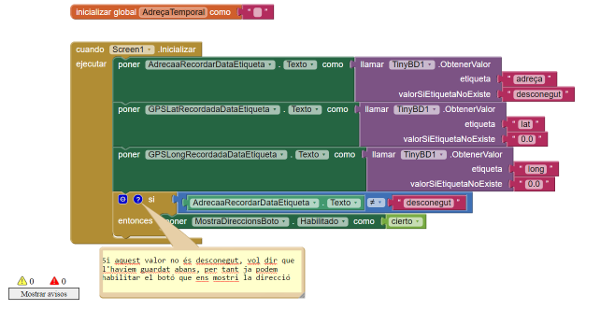 inicializar global AdreçaTemporal como " "
cuando Screen1 .Inicializar
ejecutar poner AdrecaaRecordarDataEtiqueta . Texto como llamar TinyBD1 .ObtenerValor
etiqueta " adreça "
valorSiEtiquetaNoExiste " desconegut "
poner GPSLatRecordadaDataEtiqueta . Texto como llamar TinyBD1 .ObtenerValor
etiqueta " lat "
valorSiEtiquetaNoExiste " 0.0 "
poner GPSLongRecordadaDataEtiqueta . Texto como llamar TinyBD1 .ObtenerValor
etiqueta " long "
valorSiEtiquetaNoExiste " 0.0 "
? si AdrecaaRecordarDataEtiqueta . Texto ≠ " desconegut "
entonces poner MostraDireccionsBoto . Habilitado como cierto
Si aquest valor no és desconegut, vol dir que
l'haviem guardat abans, per tant ja podem
habilitar el botó que ens mostri la direcció
0 0
Mostrar avisos